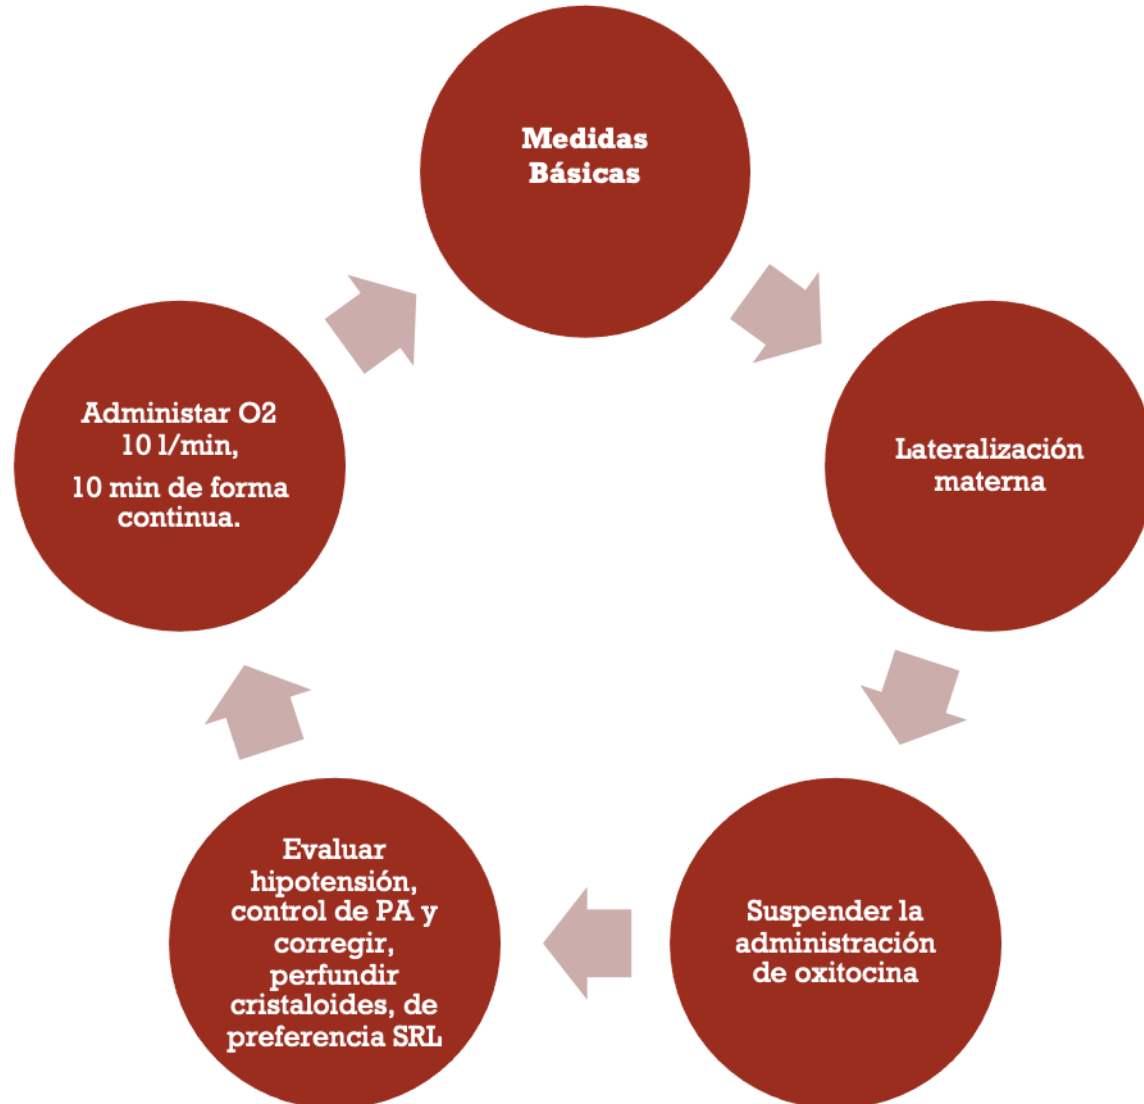 Medidas
Básicas
Lateralización
materna
Suspender la
administración
de oxitocina
Evaluar
hipotensión,
control de PA y
corregir,
perfundir
cristaloides, de
preferencia SRL
Administar O2
10 l/min,
10 min de forma
continua.